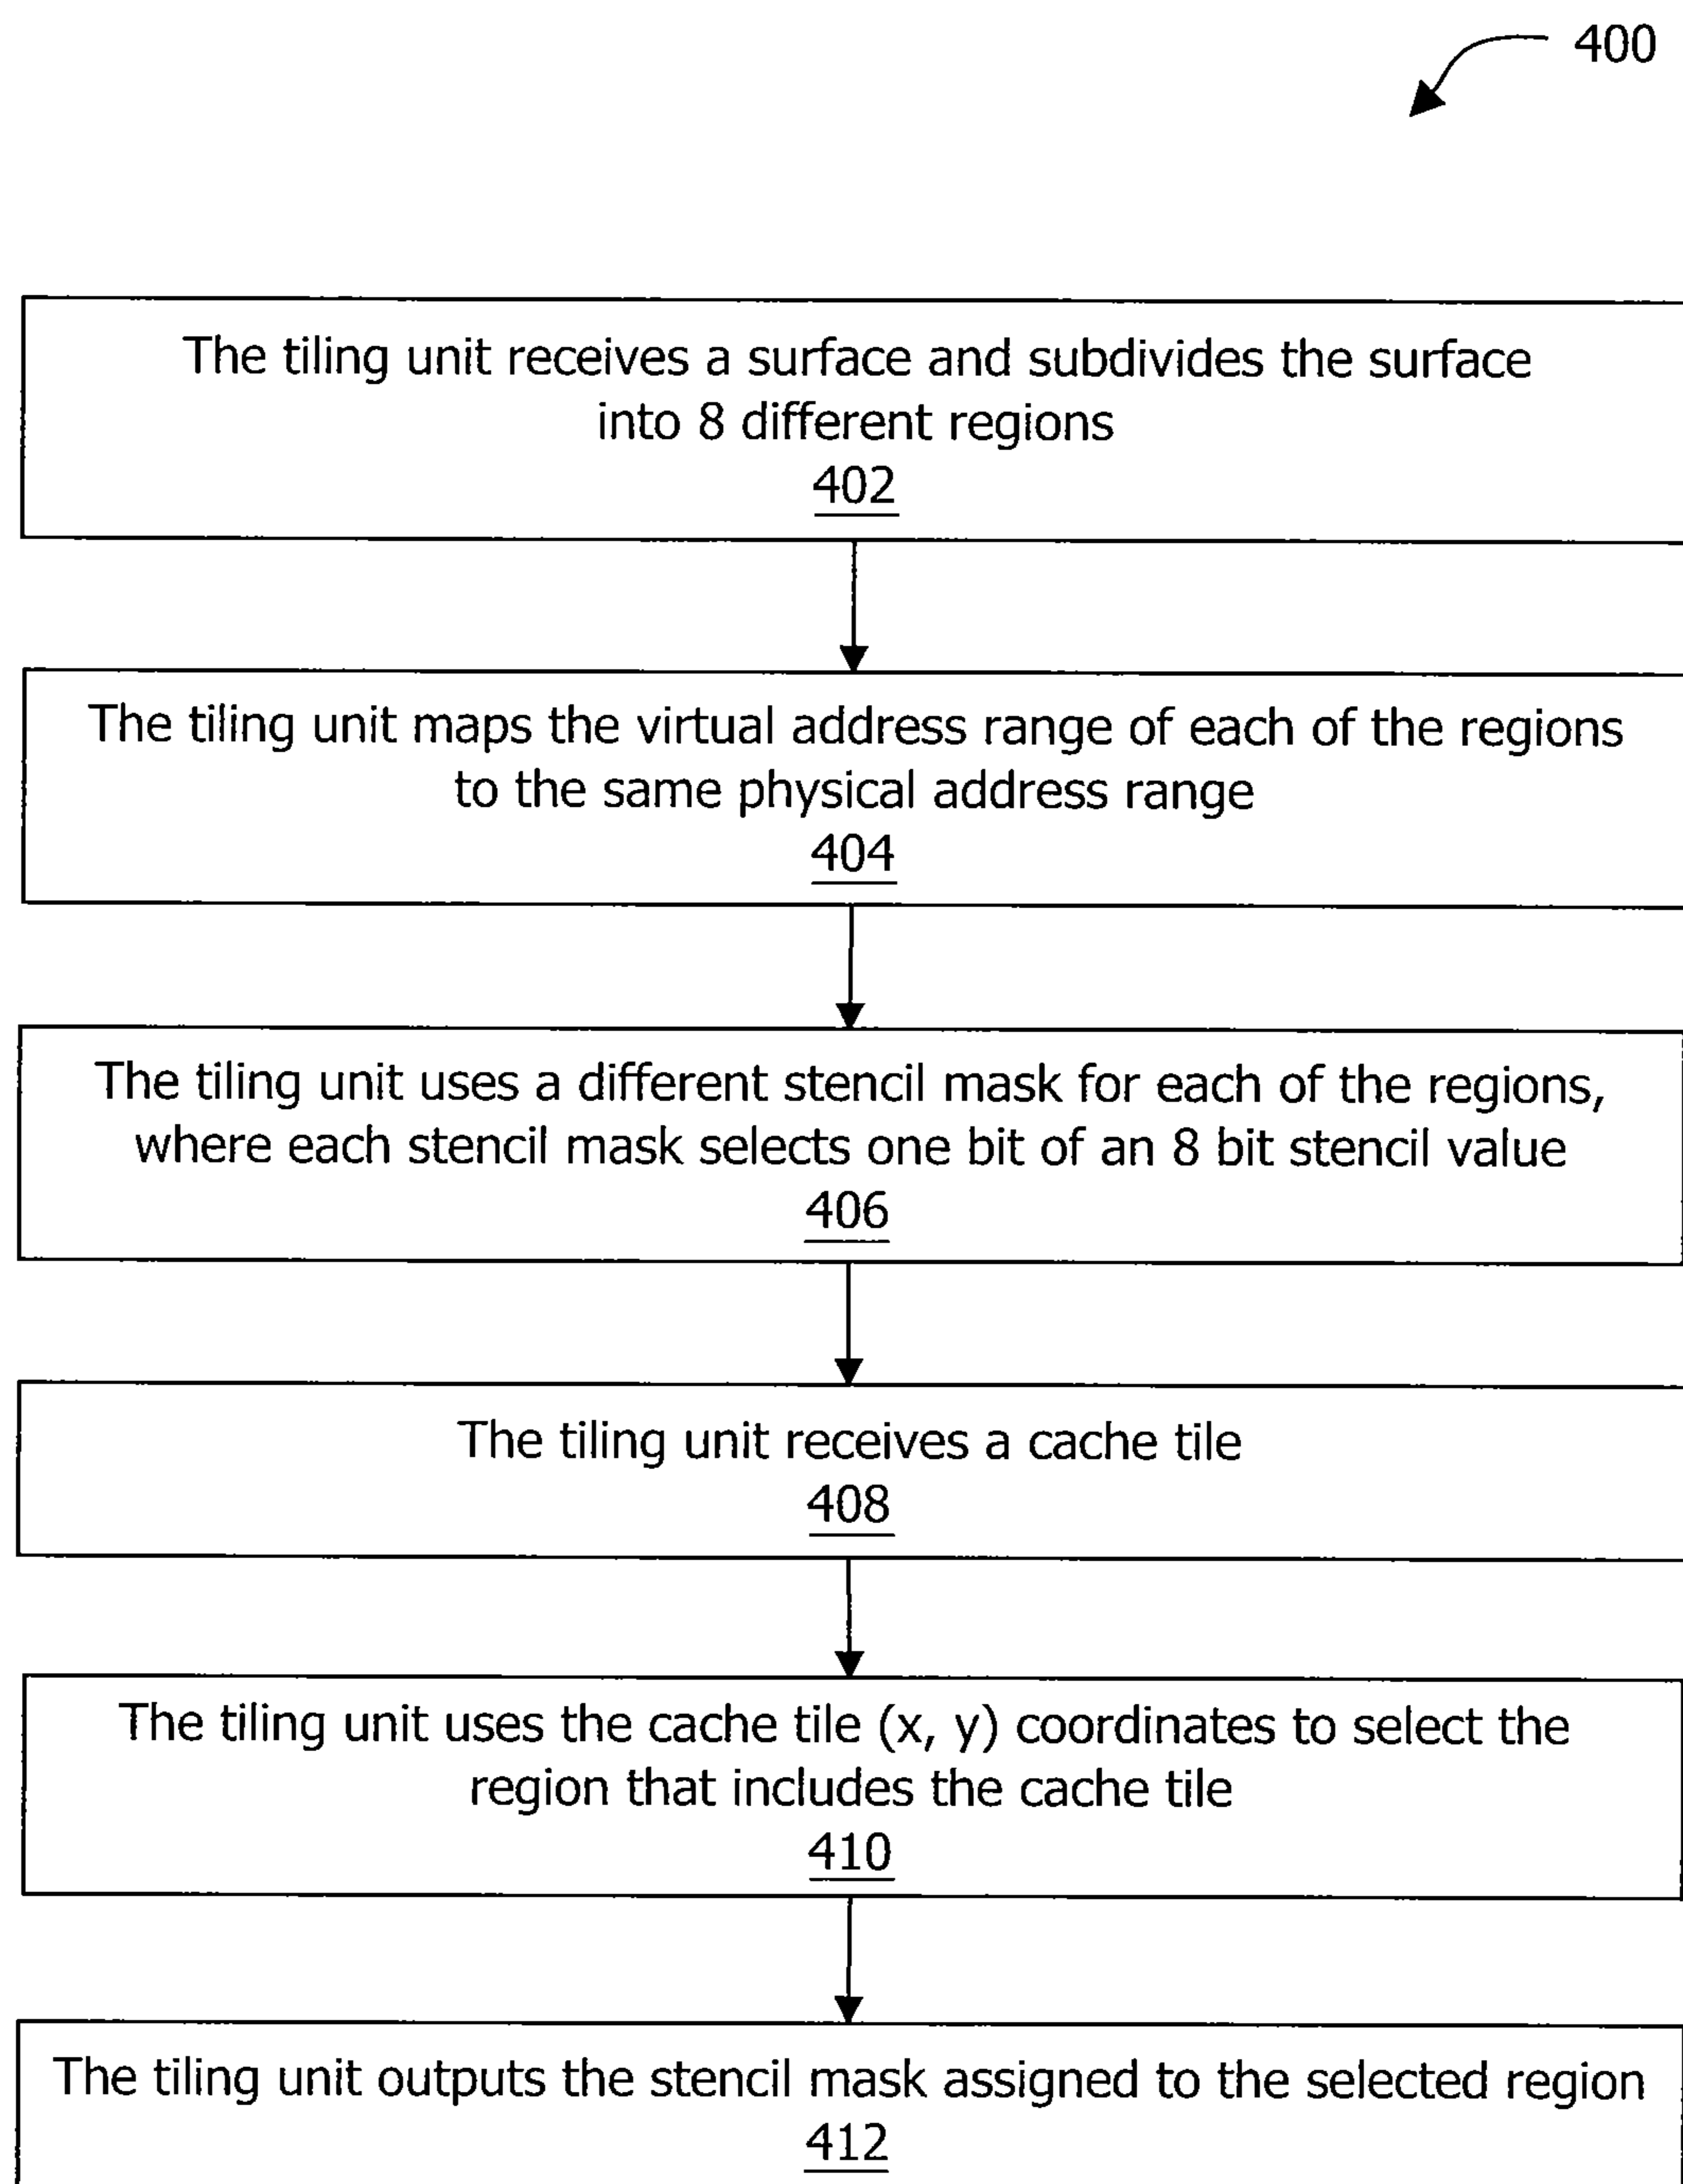 400
The tiling unit receives a surface and subdivides the surface
into 8 different regions
402
The tiling unit maps the virtual address range of each of the regions
to the same physical address range
404
The tiling unit uses a different stencil mask for each of the regions,
where each stencil mask selects one bit of an 8 bit stencil value
406
The tiling unit receives a cache tile
408
The tiling unit uses the cache tile (x, y) coordinates to select the
region that includes the cache tile
410
The tiling unit outputs the stencil mask assigned to the selected region
412